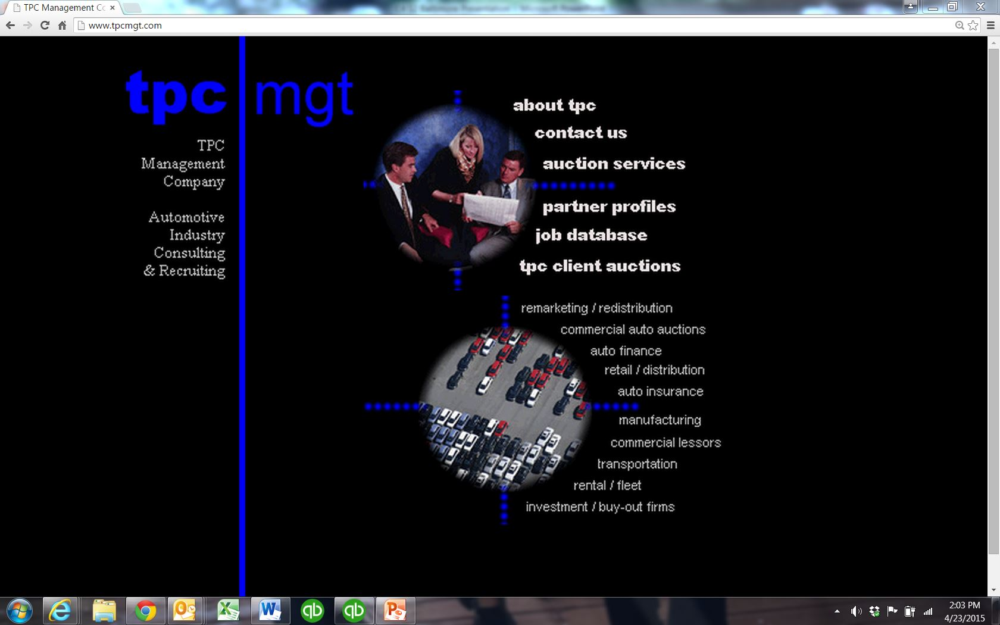 TPC Management Co
www.tpcmgt.com
tpc mgt
TPC
Management
Company
Automotive
Industry
Consulting
& Recruiting
about tpc
contact us
auction services
partner profiles
job database
tpc client auctions
remarketing / redistribution
commercial auto auctions
auto finance
retail / distribution
auto insurance
manufacturing
commercial lessors
transportation
rental / fleet
investment / buy-out firms
2:03 PM
4/23/2015